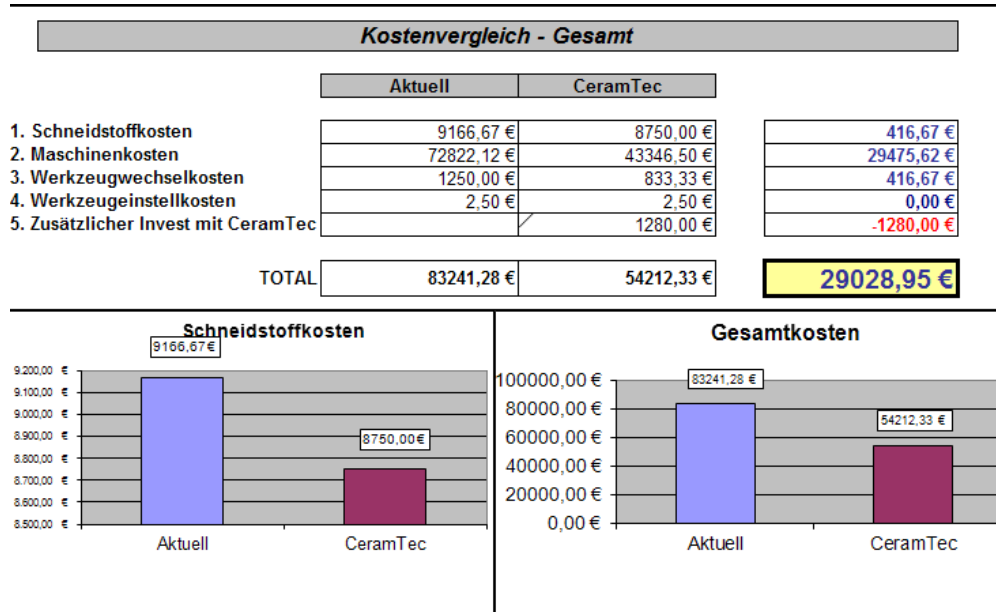 Kostenvergleich - Gesamt
Aktuell CeramTec
1. Schneidstoffkosten 9166,67 € 8750,00 € 416,67 €
2. Maschinenkosten 72822,12 € 43346,50 € 29475,62 €
3. Werkzeugwechselkosten 1250,00 € 833,33 € 416,67 €
4. Werkzeugeinstellkosten 2,50 € 2,50 € 0,00 €
5. Zusätzlicher Invest mit CeramTec 1280,00 € -1280,00 €
TOTAL 83241,28 € 54212,33 € 29028,95 €
Schneidstoffkosten
9166,67€
9.200,00 €
9.100,00 €
9.000,00 €
8.900,00 €
8.800,00 €
8.700,00 €
8.600,00 €
8.500,00 €
8750,00€
Aktuell CeramTec
Gesamtkosten
100000,00 €
80000,00 €
60000,00 €
40000,00 €
20000,00 €
0,00 €
83241,28 €
54212,33 €
Aktuell CeramTec